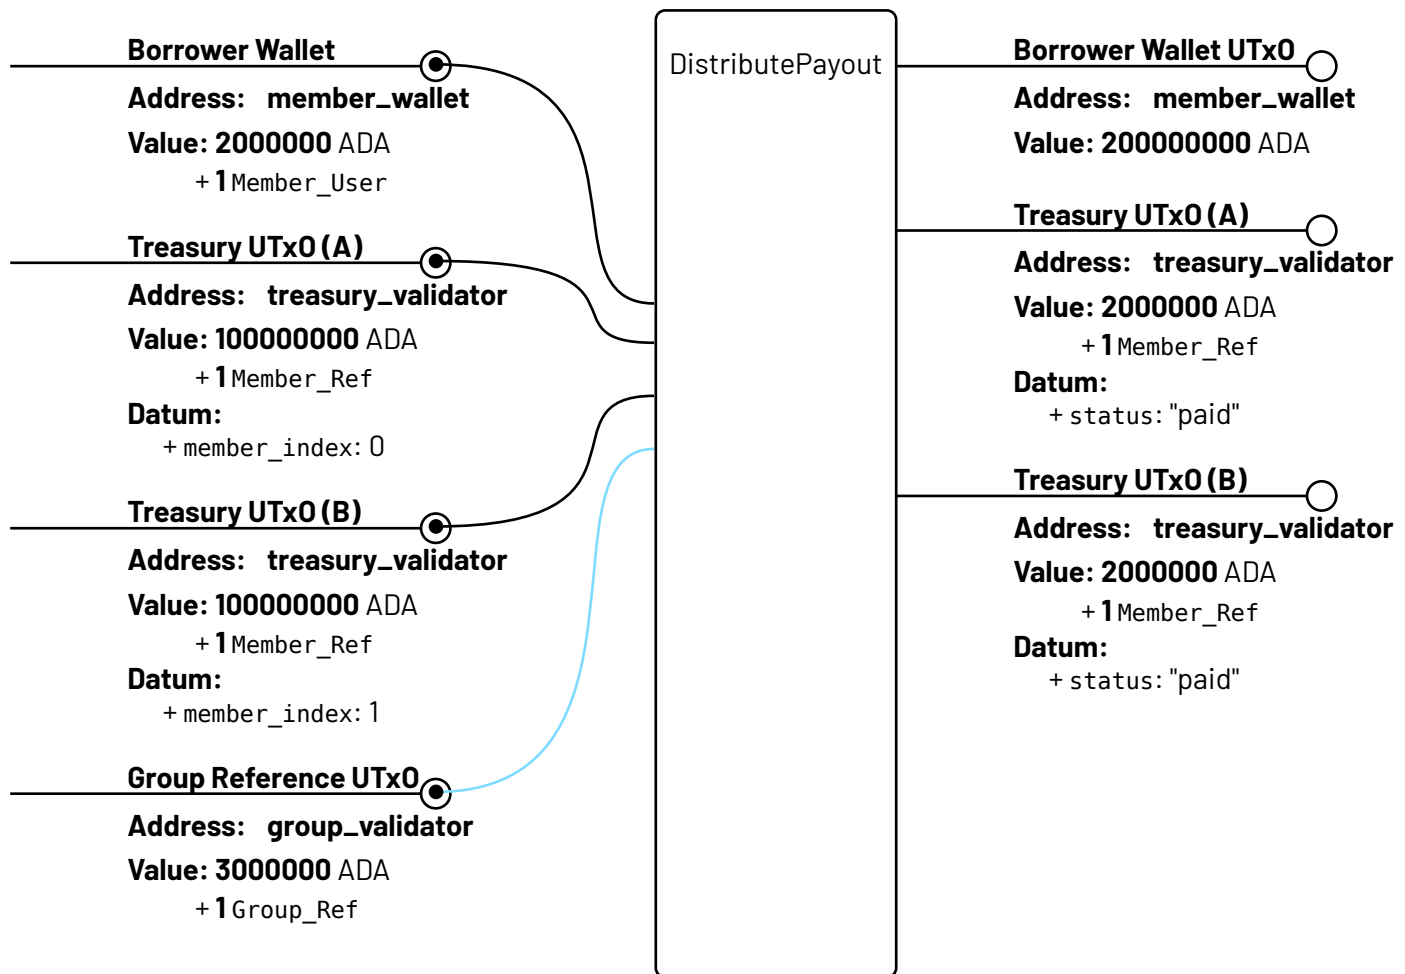 Borrower Wallet
Address: member_wallet
Value: 2000000 ADA
+ 1 Member_User
Treasury UTxO (A)
Address: treasury_validator
Value: 100000000 ADA
+ 1 Member_Ref
Datum:
+ member_index: 0
Treasury UTxO (B)
Address: treasury_validator
Value: 100000000 ADA
+ 1 Member_Ref
Datum:
+ member_index: 1
Group Reference UTxO
Address: group_validator
Value: 3000000 ADA
+ 1 Group_Ref
DistributePayout
Borrower Wallet UTxO
Address: member_wallet
Value: 200000000 ADA
Treasury UTxO (A)
Address: treasury_validator
Value: 2000000 ADA
+ 1 Member_Ref
Datum:
+ status: "paid"
Treasury UTxO (B)
Address: treasury_validator
Value: 2000000 ADA
+ 1 Member_Ref
Datum:
+ status: "paid"